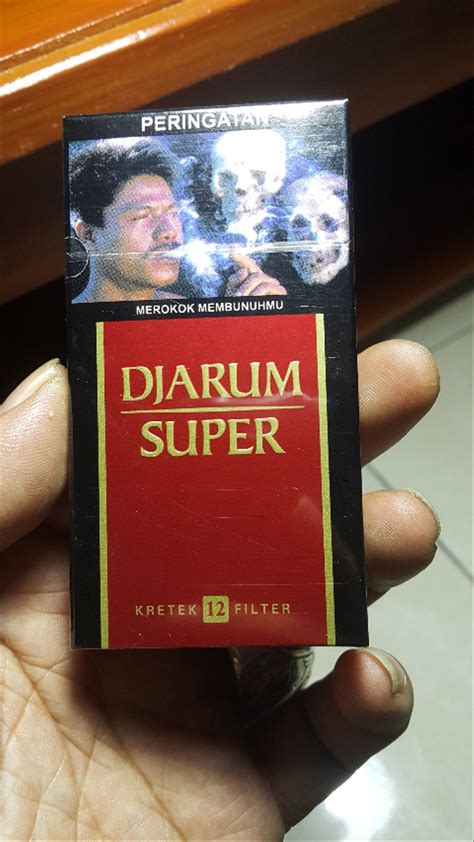 PERINGATAN
MEROKOK MEMBUNUHMU
DJARUM
SUPER
KRETEK 12 FILTER